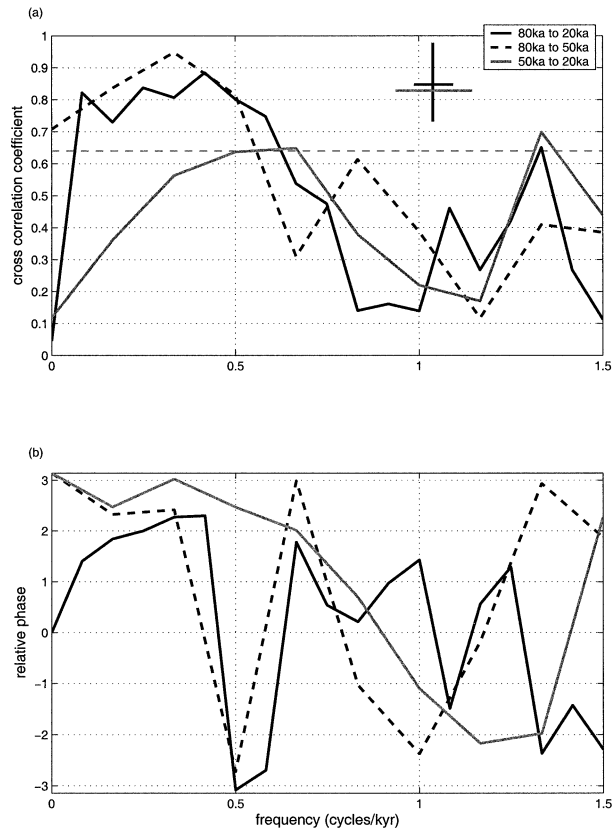 (a)
80ka to 20ka
80ka to 50ka
50ka to 20ka
cross correlation coefficient
1
0.9
0.8
0.7
0.6
0.5
0.4
0.3
0.2
0.1
0
0 0.5 1 1.5
(b)
relative phase
3
2
1
0
−1
−2
−3
0 0.5 1 1.5
frequency (cycles/kyr)